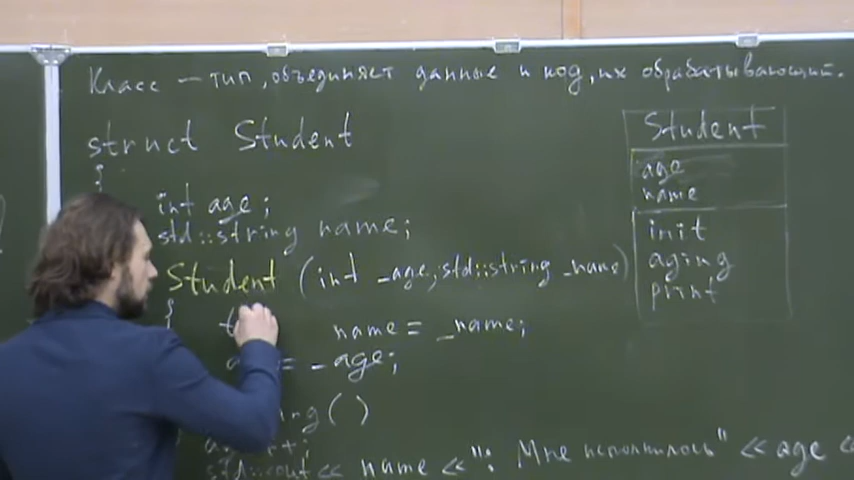 Класс — тип, объединяет данные и код, их обрабатывающий.
struct Student
{
int age;
std::string name;
Student (int _age, std::string _name)
{
name = _name;
= _age;
()
std::cout << name << ": Мне исполнилось" << age <<
Student
age
name
init
aging
print